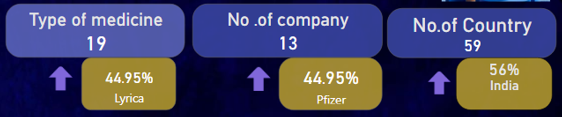 Type of medicine
19
44.95%
Lyrica
No .of company
13
44.95%
Pfizer
No.of Country
59
56%
India